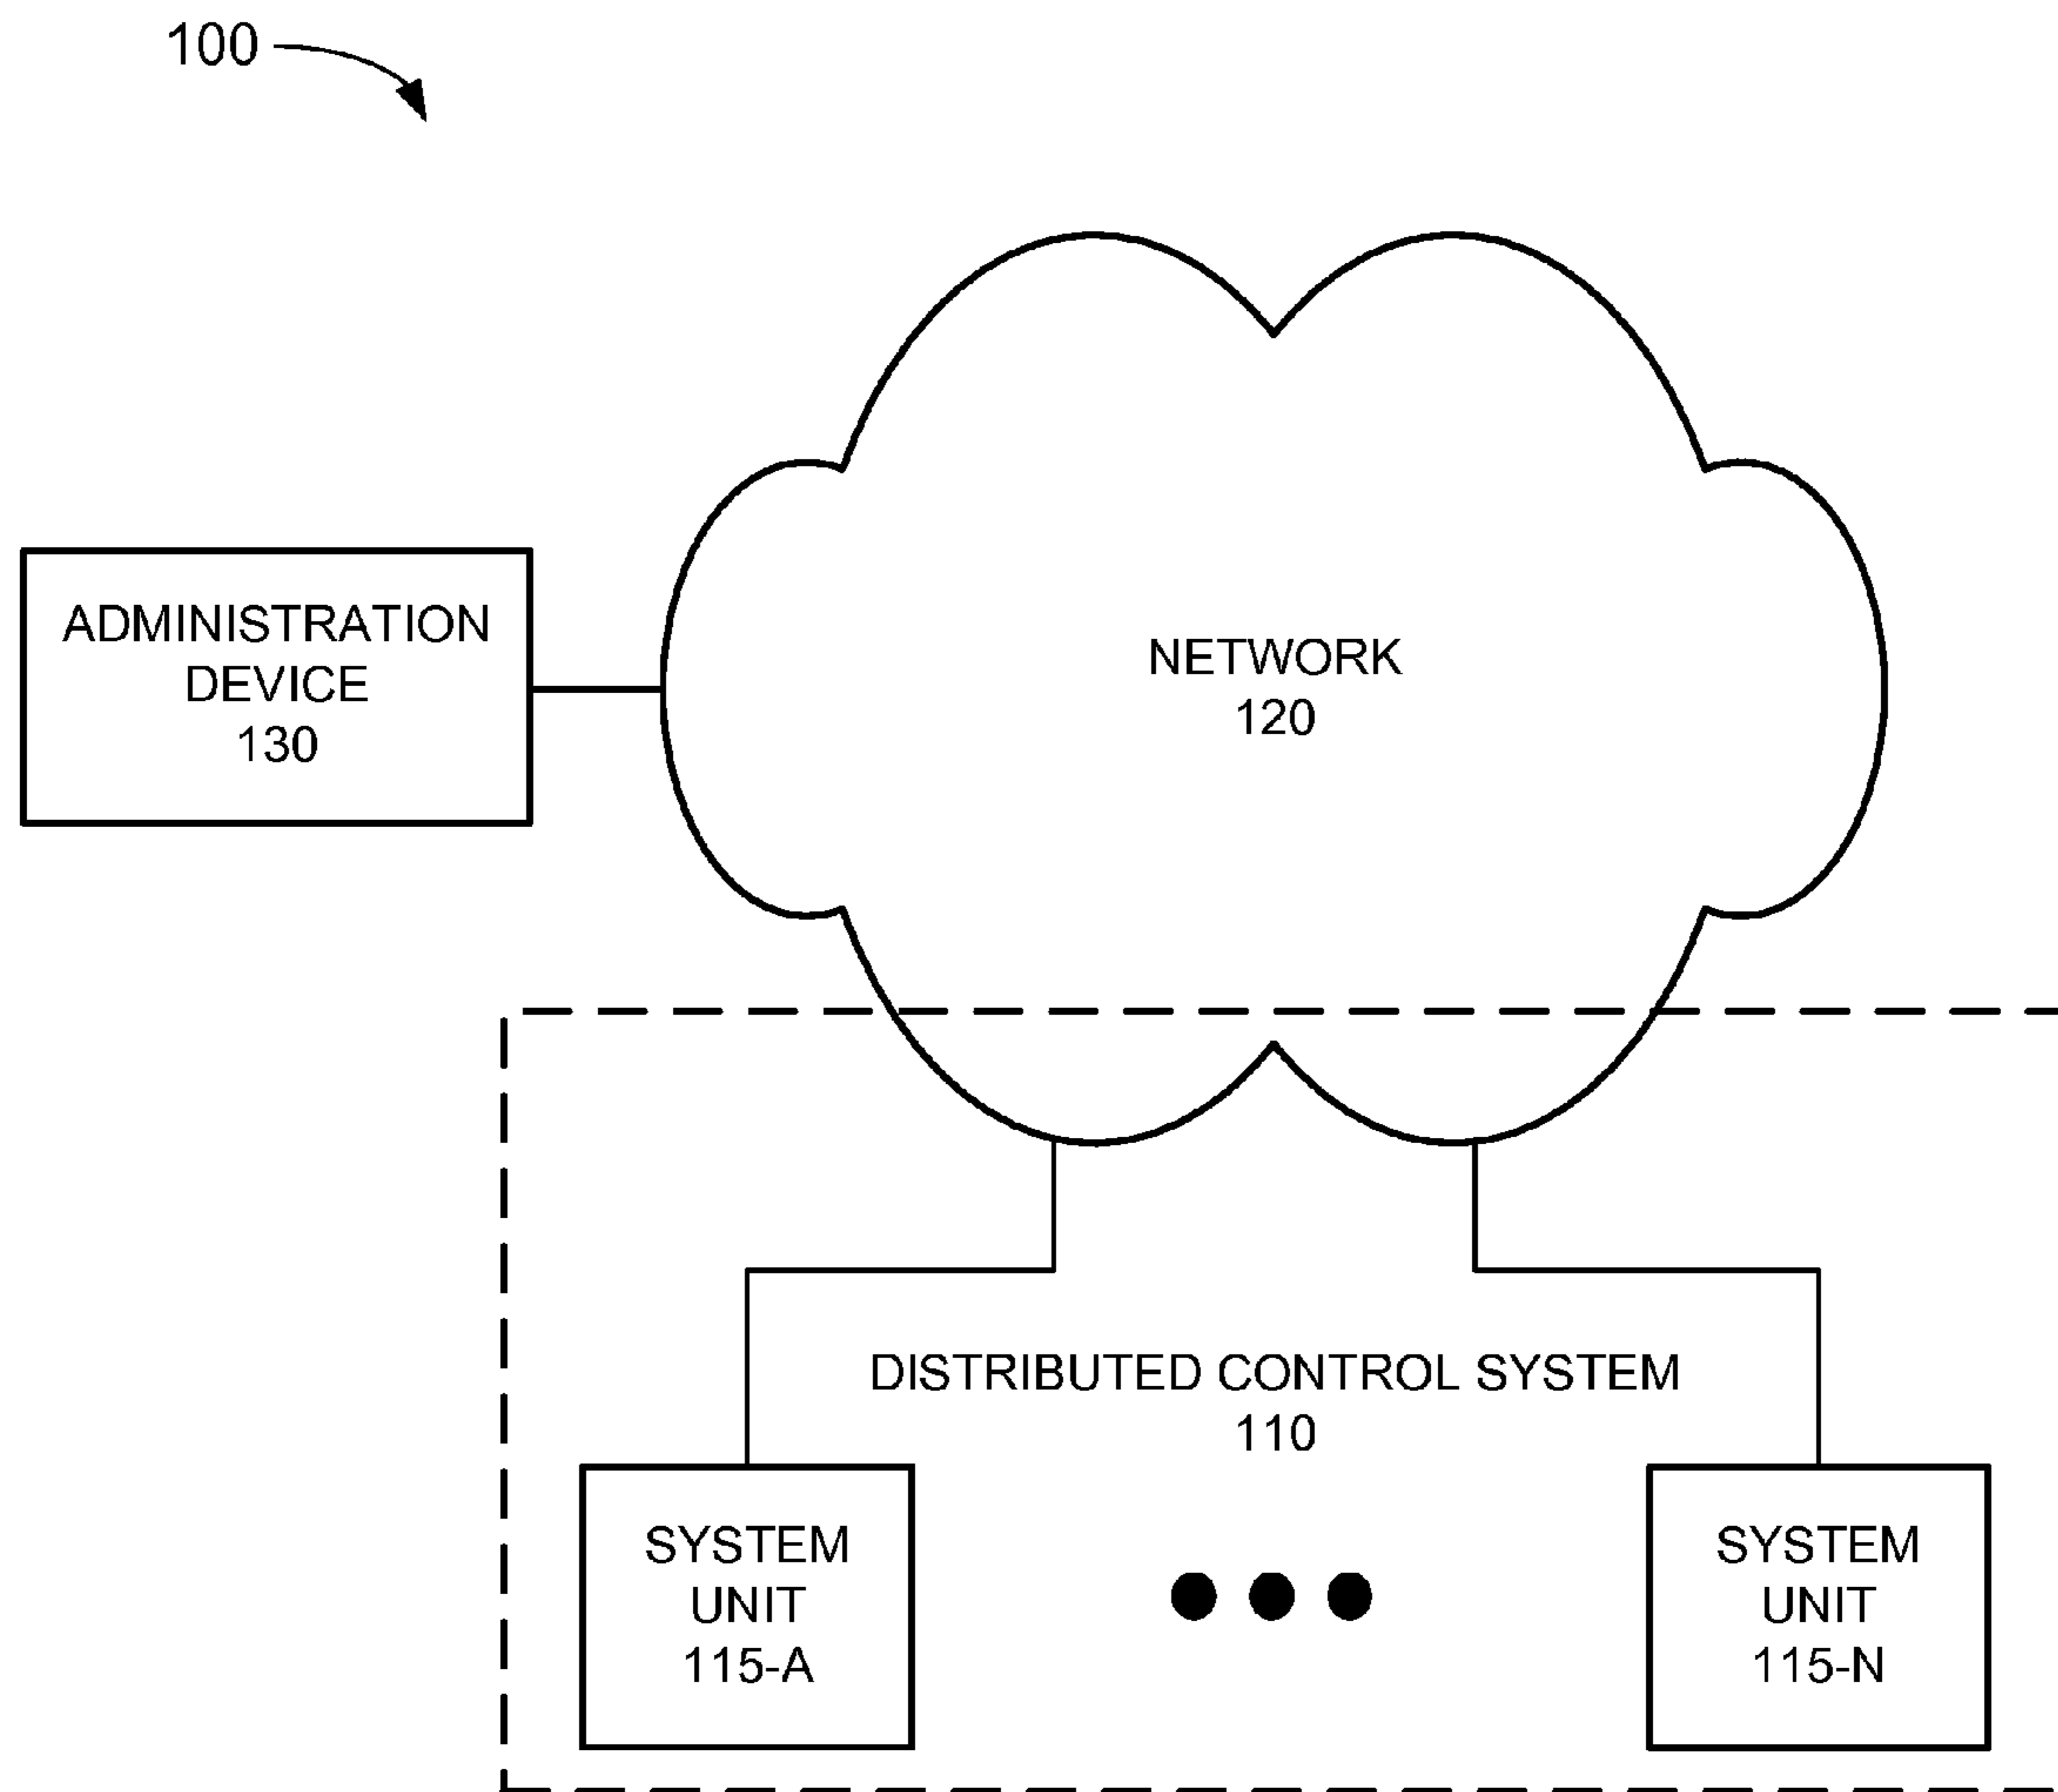 100
ADMINISTRATION
DEVICE
130
NETWORK
120
DISTRIBUTED CONTROL SYSTEM
110
SYSTEM
UNIT
115-A
SYSTEM
UNIT
115-N